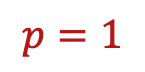 p = 1